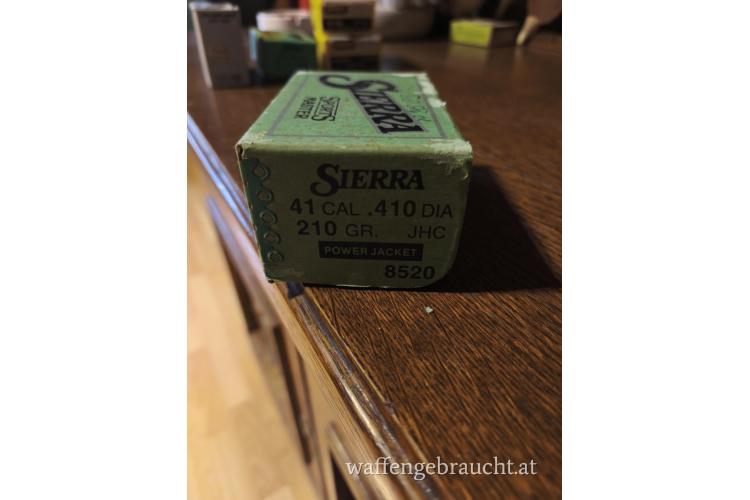 SIERRA
SPORTS
MASTER
SIERRA
41 CAL .410 DIA
210 GR. JHC
POWER JACKET
8520
waffengebraucht.at